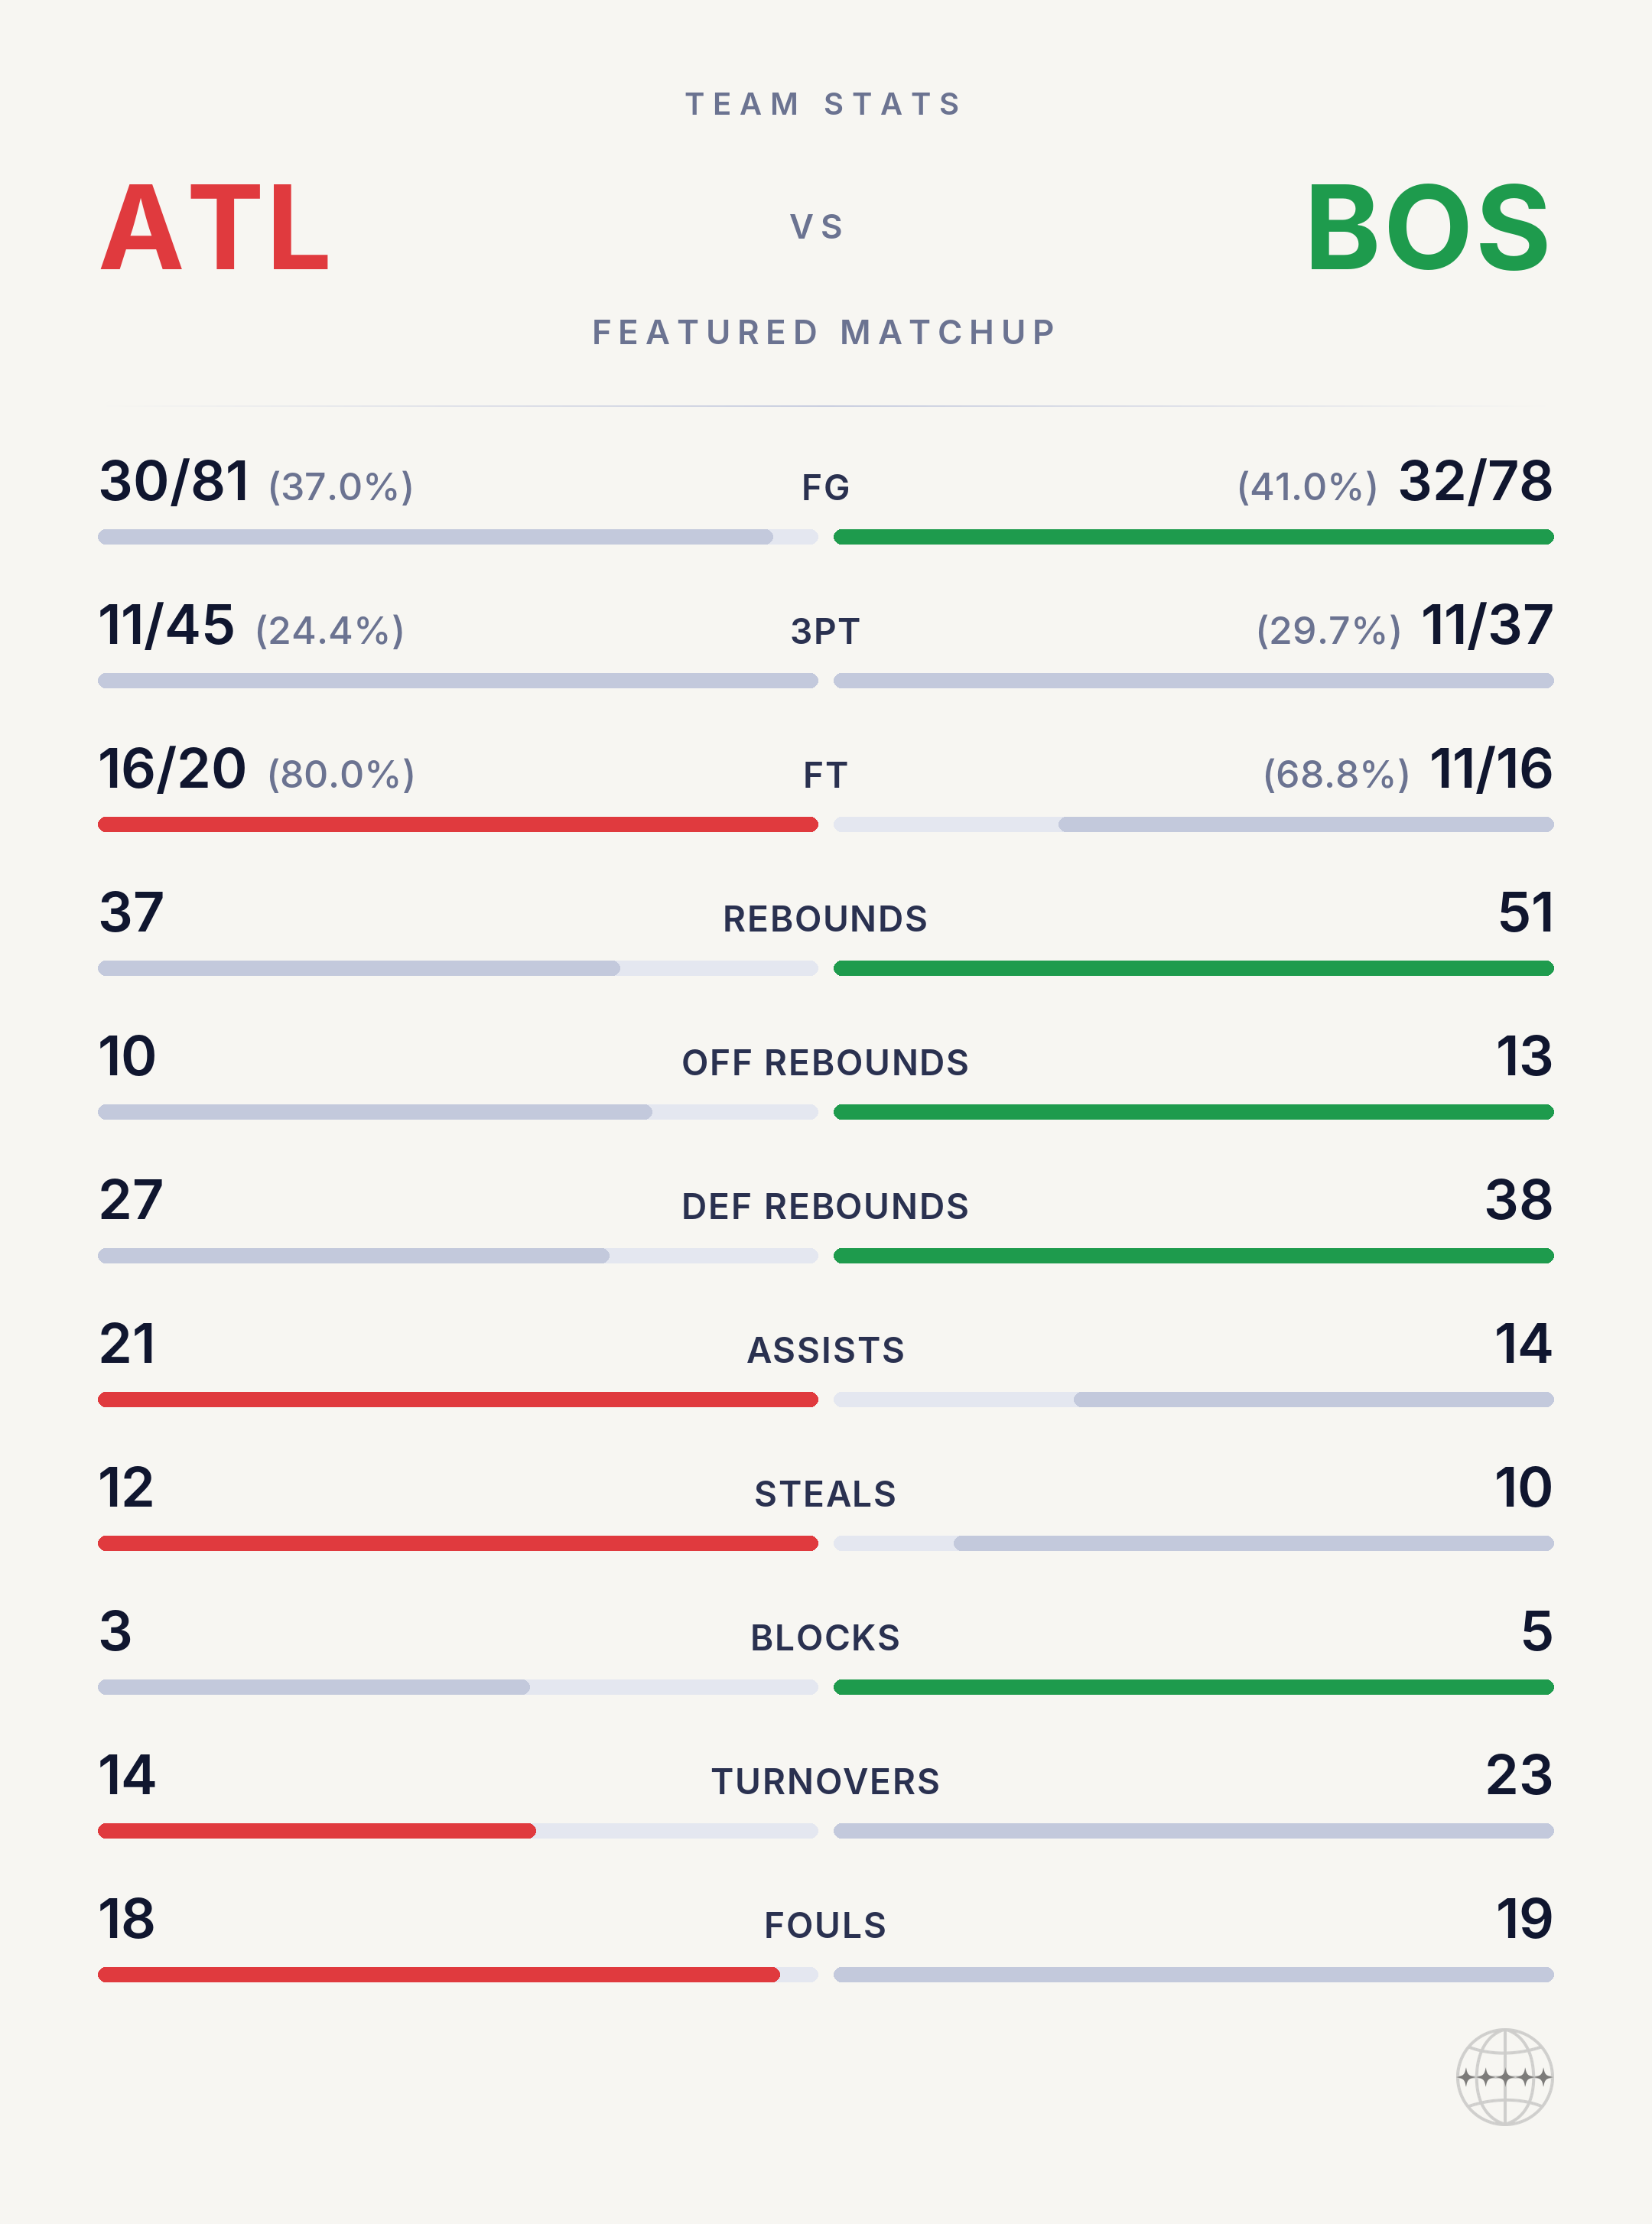 TEAM STATS
ATL VS BOS
FEATURED MATCHUP
30/81 (37.0%) FG (41.0%) 32/78
11/45 (24.4%) 3PT (29.7%) 11/37
16/20 (80.0%) FT (68.8%) 11/16
37 REBOUNDS 51
10 OFF REBOUNDS 13
27 DEF REBOUNDS 38
21 ASSISTS 14
12 STEALS 10
3 BLOCKS 5
14 TURNOVERS 23
18 FOULS 19